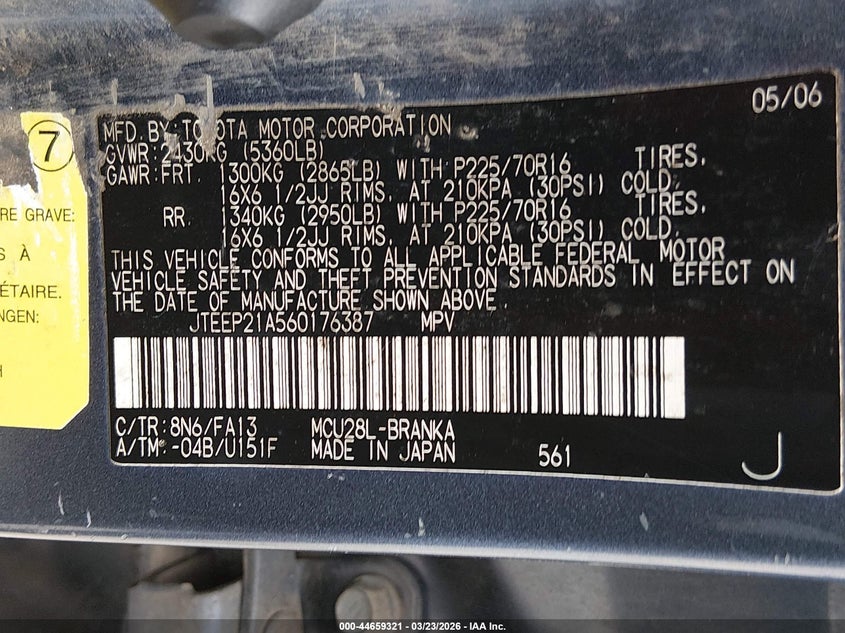 05/06
MFD. BY: TOYOTA MOTOR CORPORATION
GVWR: 2430KG (5360LB)
GAWR: FRT. 1300KG (2865LB) WITH P225/70R16 TIRES,
16X6 1/2JJ RIMS, AT 210KPA (30PSI) COLD.
RR. 1340KG (2950LB) WITH P225/70R16 TIRES,
16X6 1/2JJ RIMS, AT 210KPA (30PSI) COLD.
THIS VEHICLE CONFORMS TO ALL APPLICABLE FEDERAL MOTOR
VEHICLE SAFETY AND THEFT PREVENTION STANDARDS IN EFFECT ON
THE DATE OF MANUFACTURE SHOWN ABOVE.
JTEEP21A560176387 MPV
C/TR: 8N6/FA13 MCU28L-BRANKA
A/TM: -04B/U151F MADE IN JAPAN 561 J
7
RE GRAVE:
S À
ÉTAIRE.
NGEN:
H
000-44659321 - 03/23/2026 - IAA Inc.